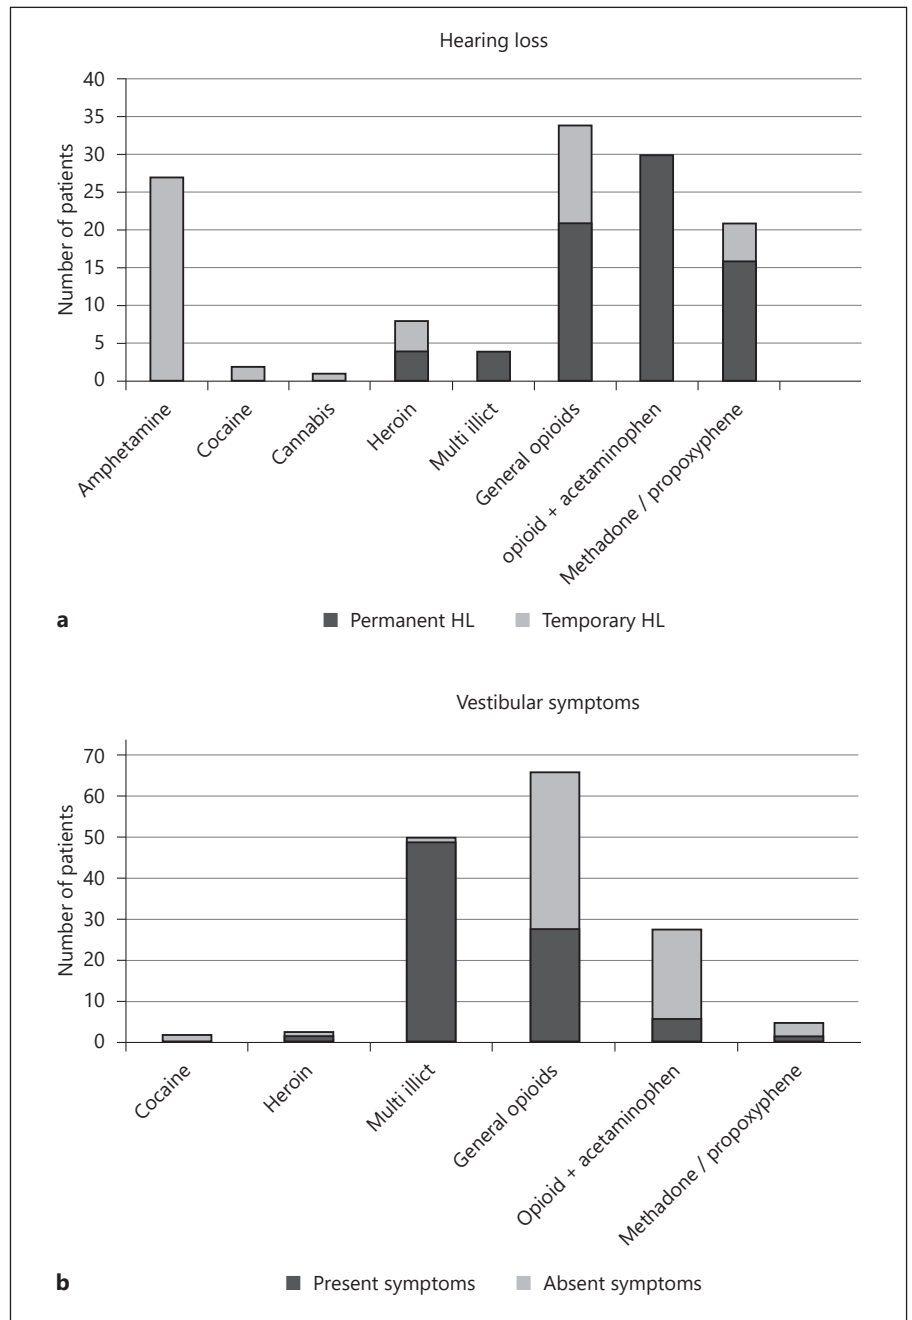 Hearing loss
40
35
30
25
20
15
10
5
0
Number of patients
Amphetamine
Cocaine
Cannabis
Heroin
Multi illict
General opioids
opioid + acetaminophen
Methadone / propoxyphene
a
Permanent HL
Temporary HL
Vestibular symptoms
70
60
50
40
30
20
10
0
Number of patients
Cocaine
Heroin
Multi illict
General opioids
Opioid + acetaminophen
Methadone / propoxyphene
b
Present symptoms
Absent symptoms